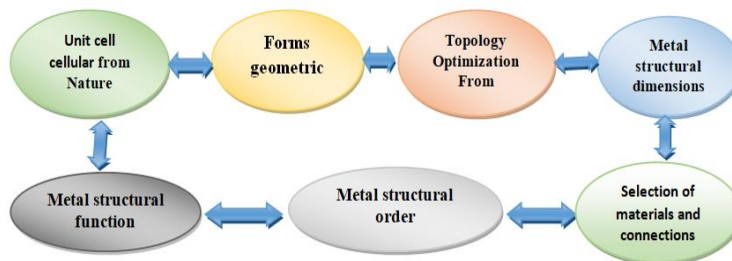 Unit cell
cellular from
Nature
Forms
geometric
Topology
Optimization
From
Metal
structural
dimensions
Metal structural
function
Metal structural
order
Selection of
materials and
connections